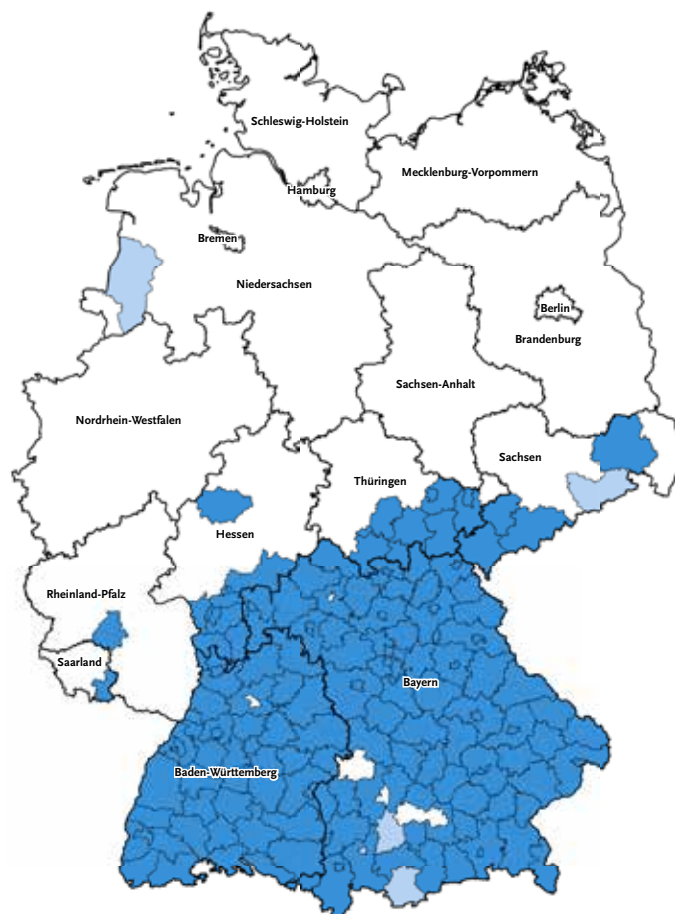 Schleswig-Holstein
Mecklenburg-Vorpommern
Hamburg
Bremen
Niedersachsen
Berlin
Brandenburg
Sachsen-Anhalt
Nordrhein-Westfalen
Sachsen
Thüringen
Hessen
Rheinland-Pfalz
Saarland
Bayern
Baden-Württemberg